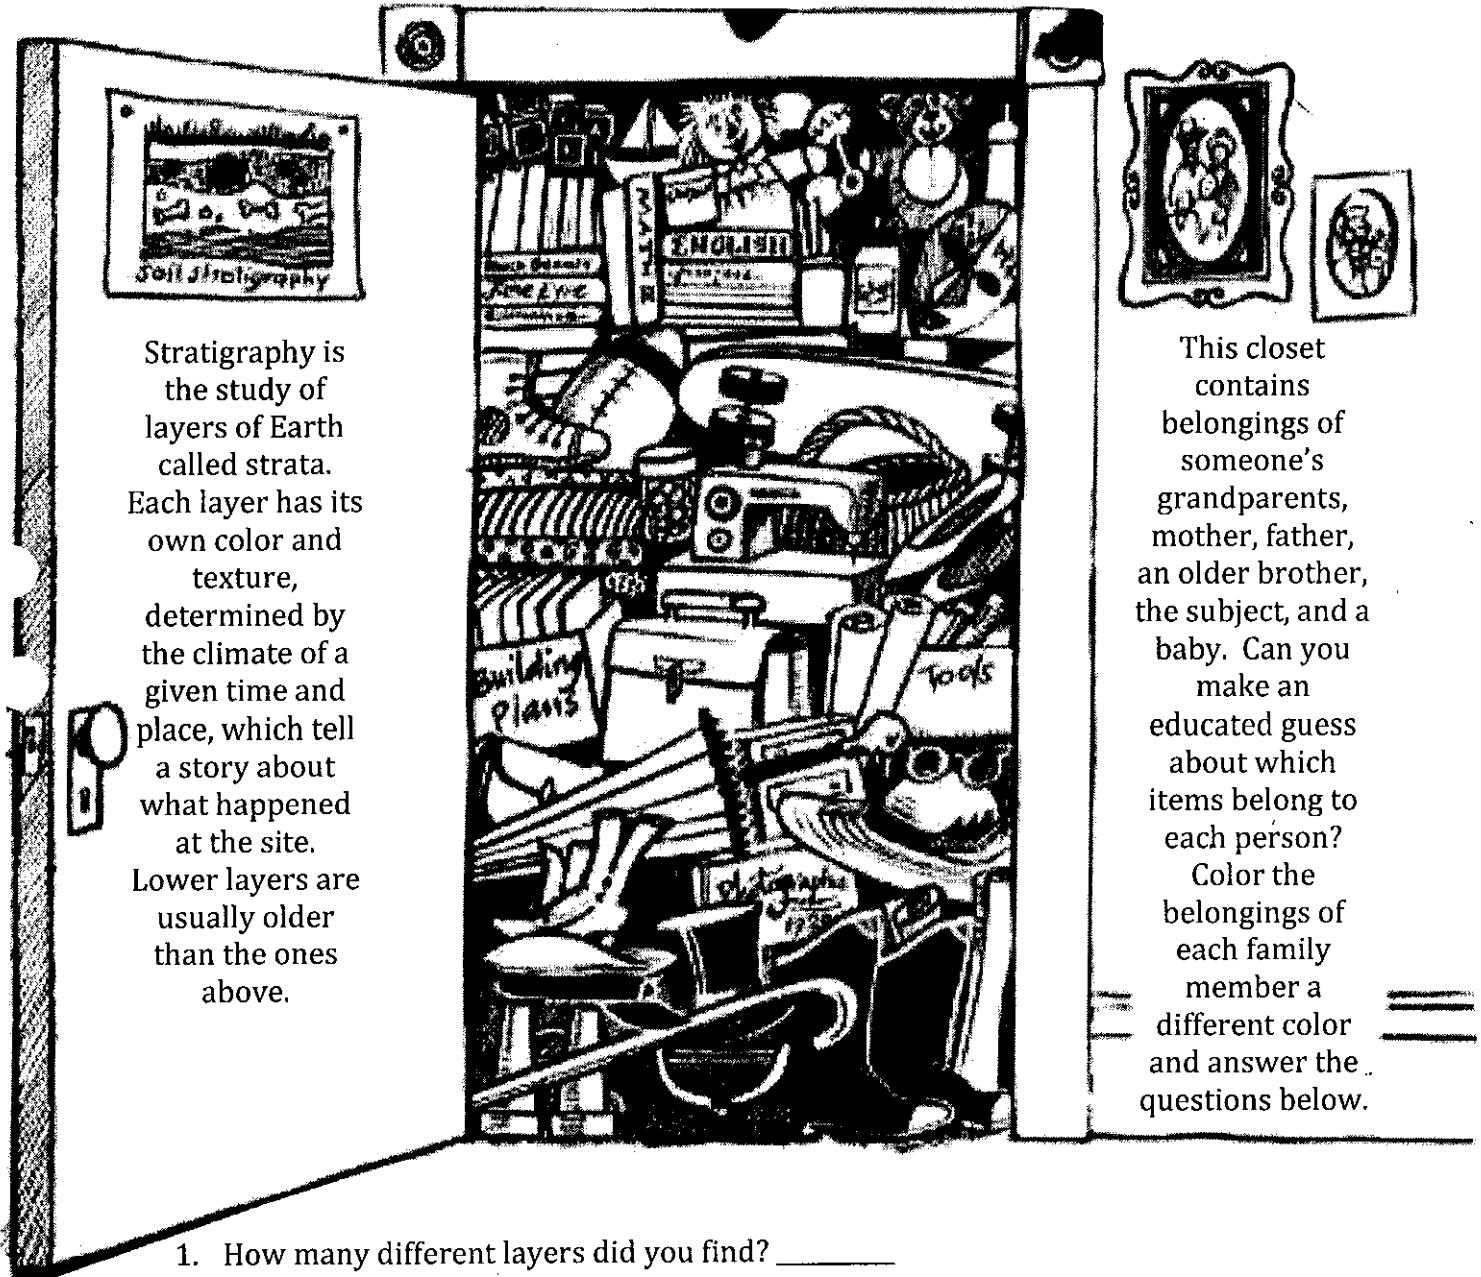 Soil Stratigraphy
Stratigraphy is
the study of
layers of Earth
called strata.
Each layer has its
own color and
texture,
determined by
the climate of a
given time and
place, which tell
a story about
what happened
at the site.
Lower layers are
usually older
than the ones
above.
MATH
ENGLISH
Building
Plans
Tools
Photographs
This closet
contains
belongings of
someone's
grandparents,
mother, father,
an older brother,
the subject, and a
baby. Can you
make an
educated guess
about which
items belong to
each person?
Color the
belongings of
each family
member a
different color
and answer the
questions below.
1. How many different layers did you find? ________